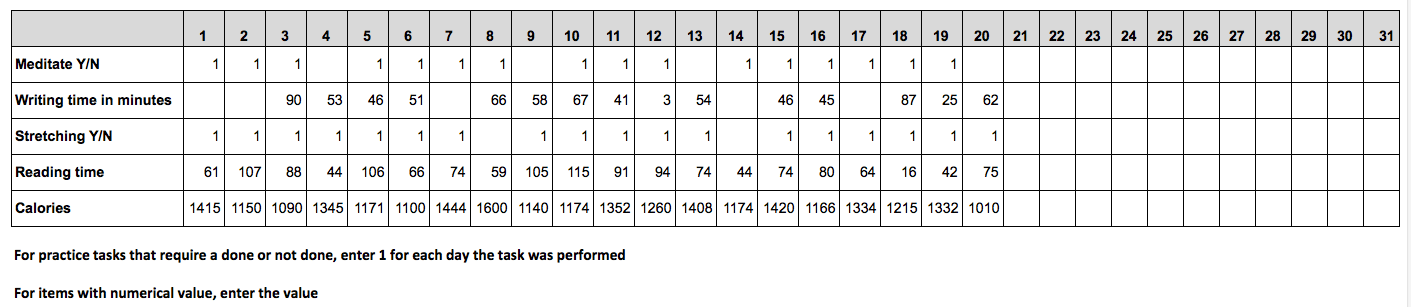 1 2 3 4 5 6 7 8 9 10 11 12 13 14 15 16 17 18 19 20 21 22 23 24 25 26 27 28 29 30 31
Meditate Y/N 1 1 1 1 1 1 1 1 1 1 1 1 1 1 1 1
Writing time in minutes 90 53 46 51 66 58 67 41 3 54 46 45 87 25 62
Stretching Y/N 1 1 1 1 1 1 1 1 1 1 1 1 1 1 1 1 1 1
Reading time 61 107 88 44 106 66 74 59 105 115 91 94 74 44 74 80 64 16 42 75
Calories 1415 1150 1090 1345 1171 1100 1444 1600 1140 1174 1352 1260 1408 1174 1420 1166 1334 1215 1332 1010
For practice tasks that require a done or not done, enter 1 for each day the task was performed
For items with numerical value, enter the value